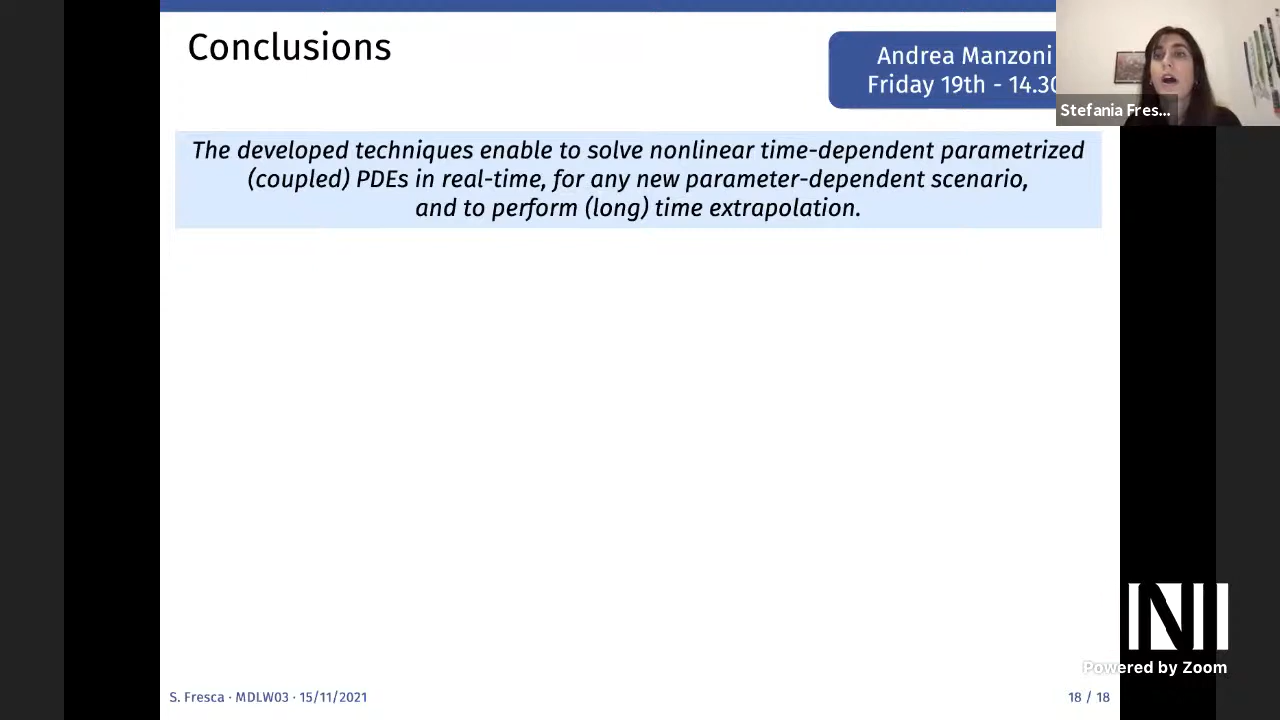 Conclusions
Andrea Manzoni
Friday 19th - 14.30
Stefania Fres...
The developed techniques enable to solve nonlinear time-dependent parametrized
(coupled) PDEs in real-time, for any new parameter-dependent scenario,
and to perform (long) time extrapolation.
NI
Powered by Zoom
S. Fresca · MDLW03 · 15/11/2021
18 / 18